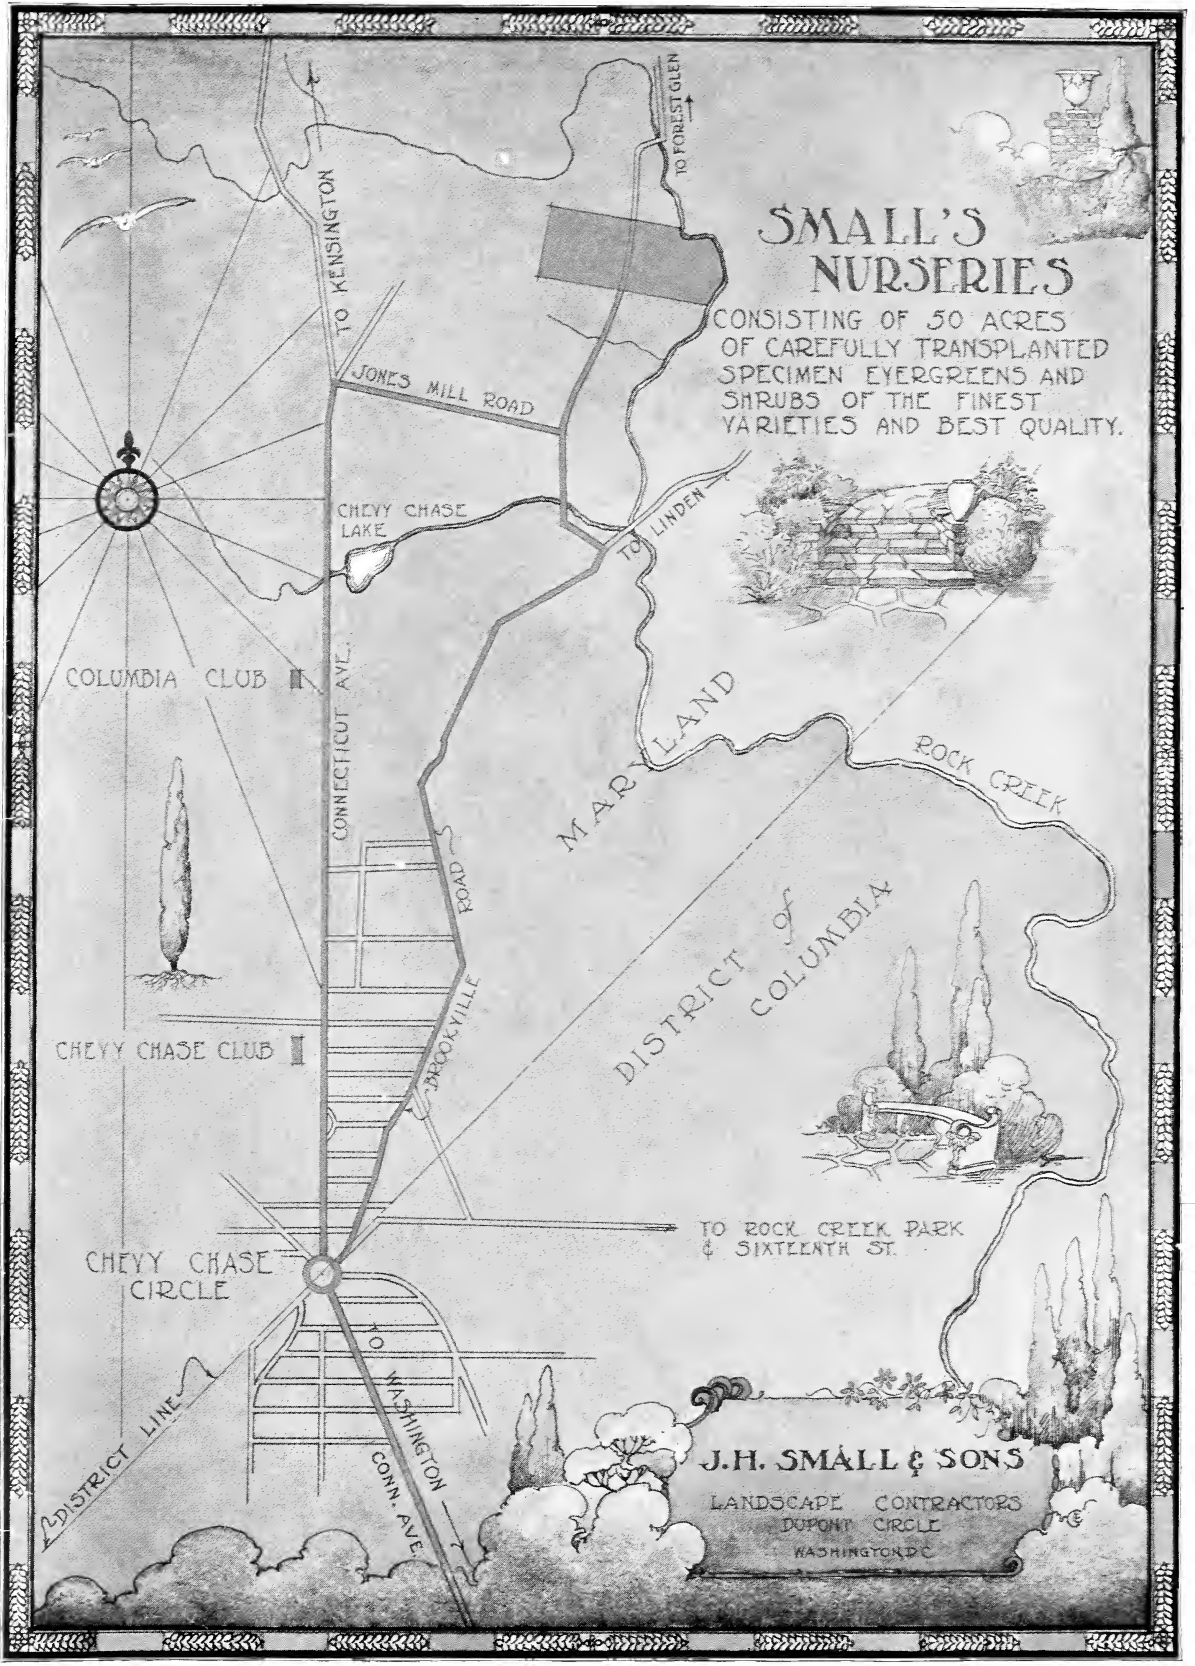 TO FOREST GLEN
TO KENSINGTON
SMALL'S
NURSERIES
CONSISTING OF 50 ACRES
OF CAREFULLY TRANSPLANTED
SPECIMEN EVERGREENS AND
SHRUBS OF THE FINEST
VARIETIES AND BEST QUALITY.
JONES MILL ROAD
CHEVY CHASE
LAKE
TO LINDEN
COLUMBIA CLUB
CONNECTICUT AVE.
MARYLAND
ROCK CREEK
DISTRICT of
COLUMBIA
BROOKVILLE ROAD
CHEVY CHASE CLUB
TO ROCK CREEK PARK
& SIXTEENTH ST.
CHEVY CHASE
CIRCLE
DISTRICT LINE
TO WASHINGTON
CONN. AVE.
J.H. SMALL & SONS
LANDSCAPE CONTRACTORS
DUPONT CIRCLE
WASHINGTON, D.C.